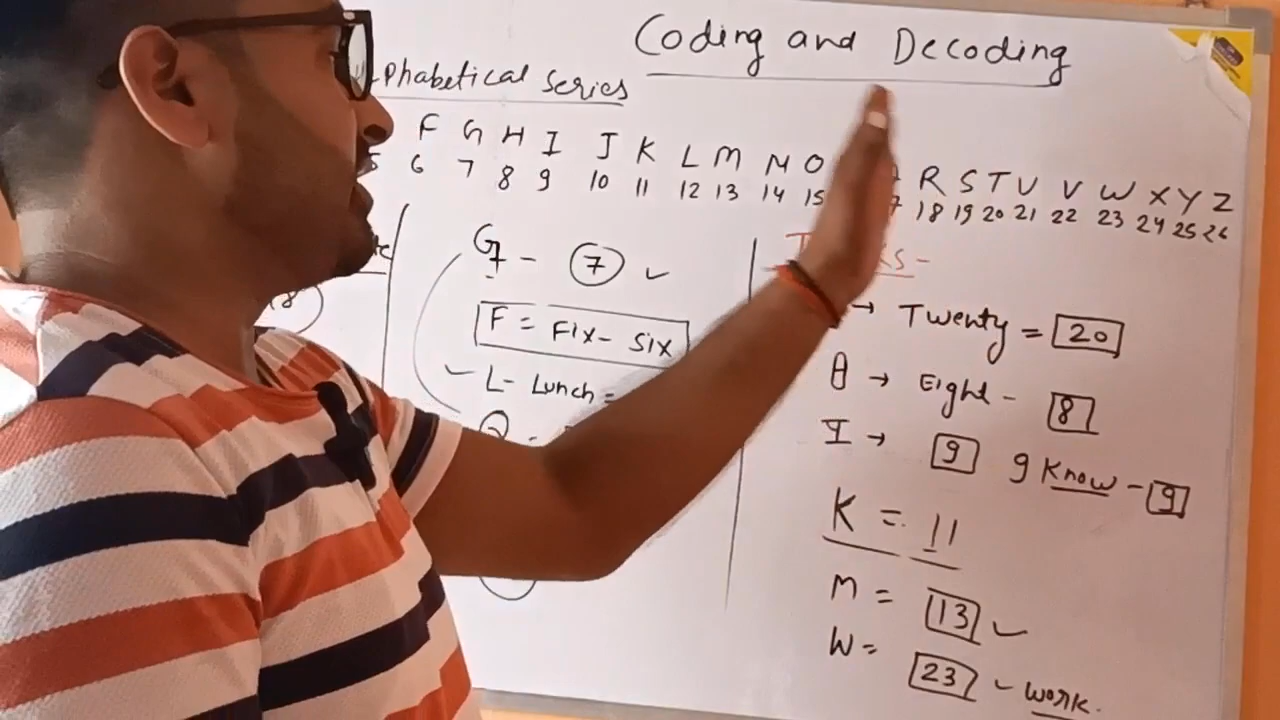 Coding and Decoding
Alphabetical Series
F G H I J K L M N O R S T U V W X Y Z
6 7 8 9 10 11 12 13 14 15 18 19 20 21 22 23 24 25 26
G7 - 7
F = Fix - Six
L - Lunch =
→ Twenty = 20
→ Eight - 8
I → 9 9 Know - 9
K = 11
M = 13
W = 23 - work.